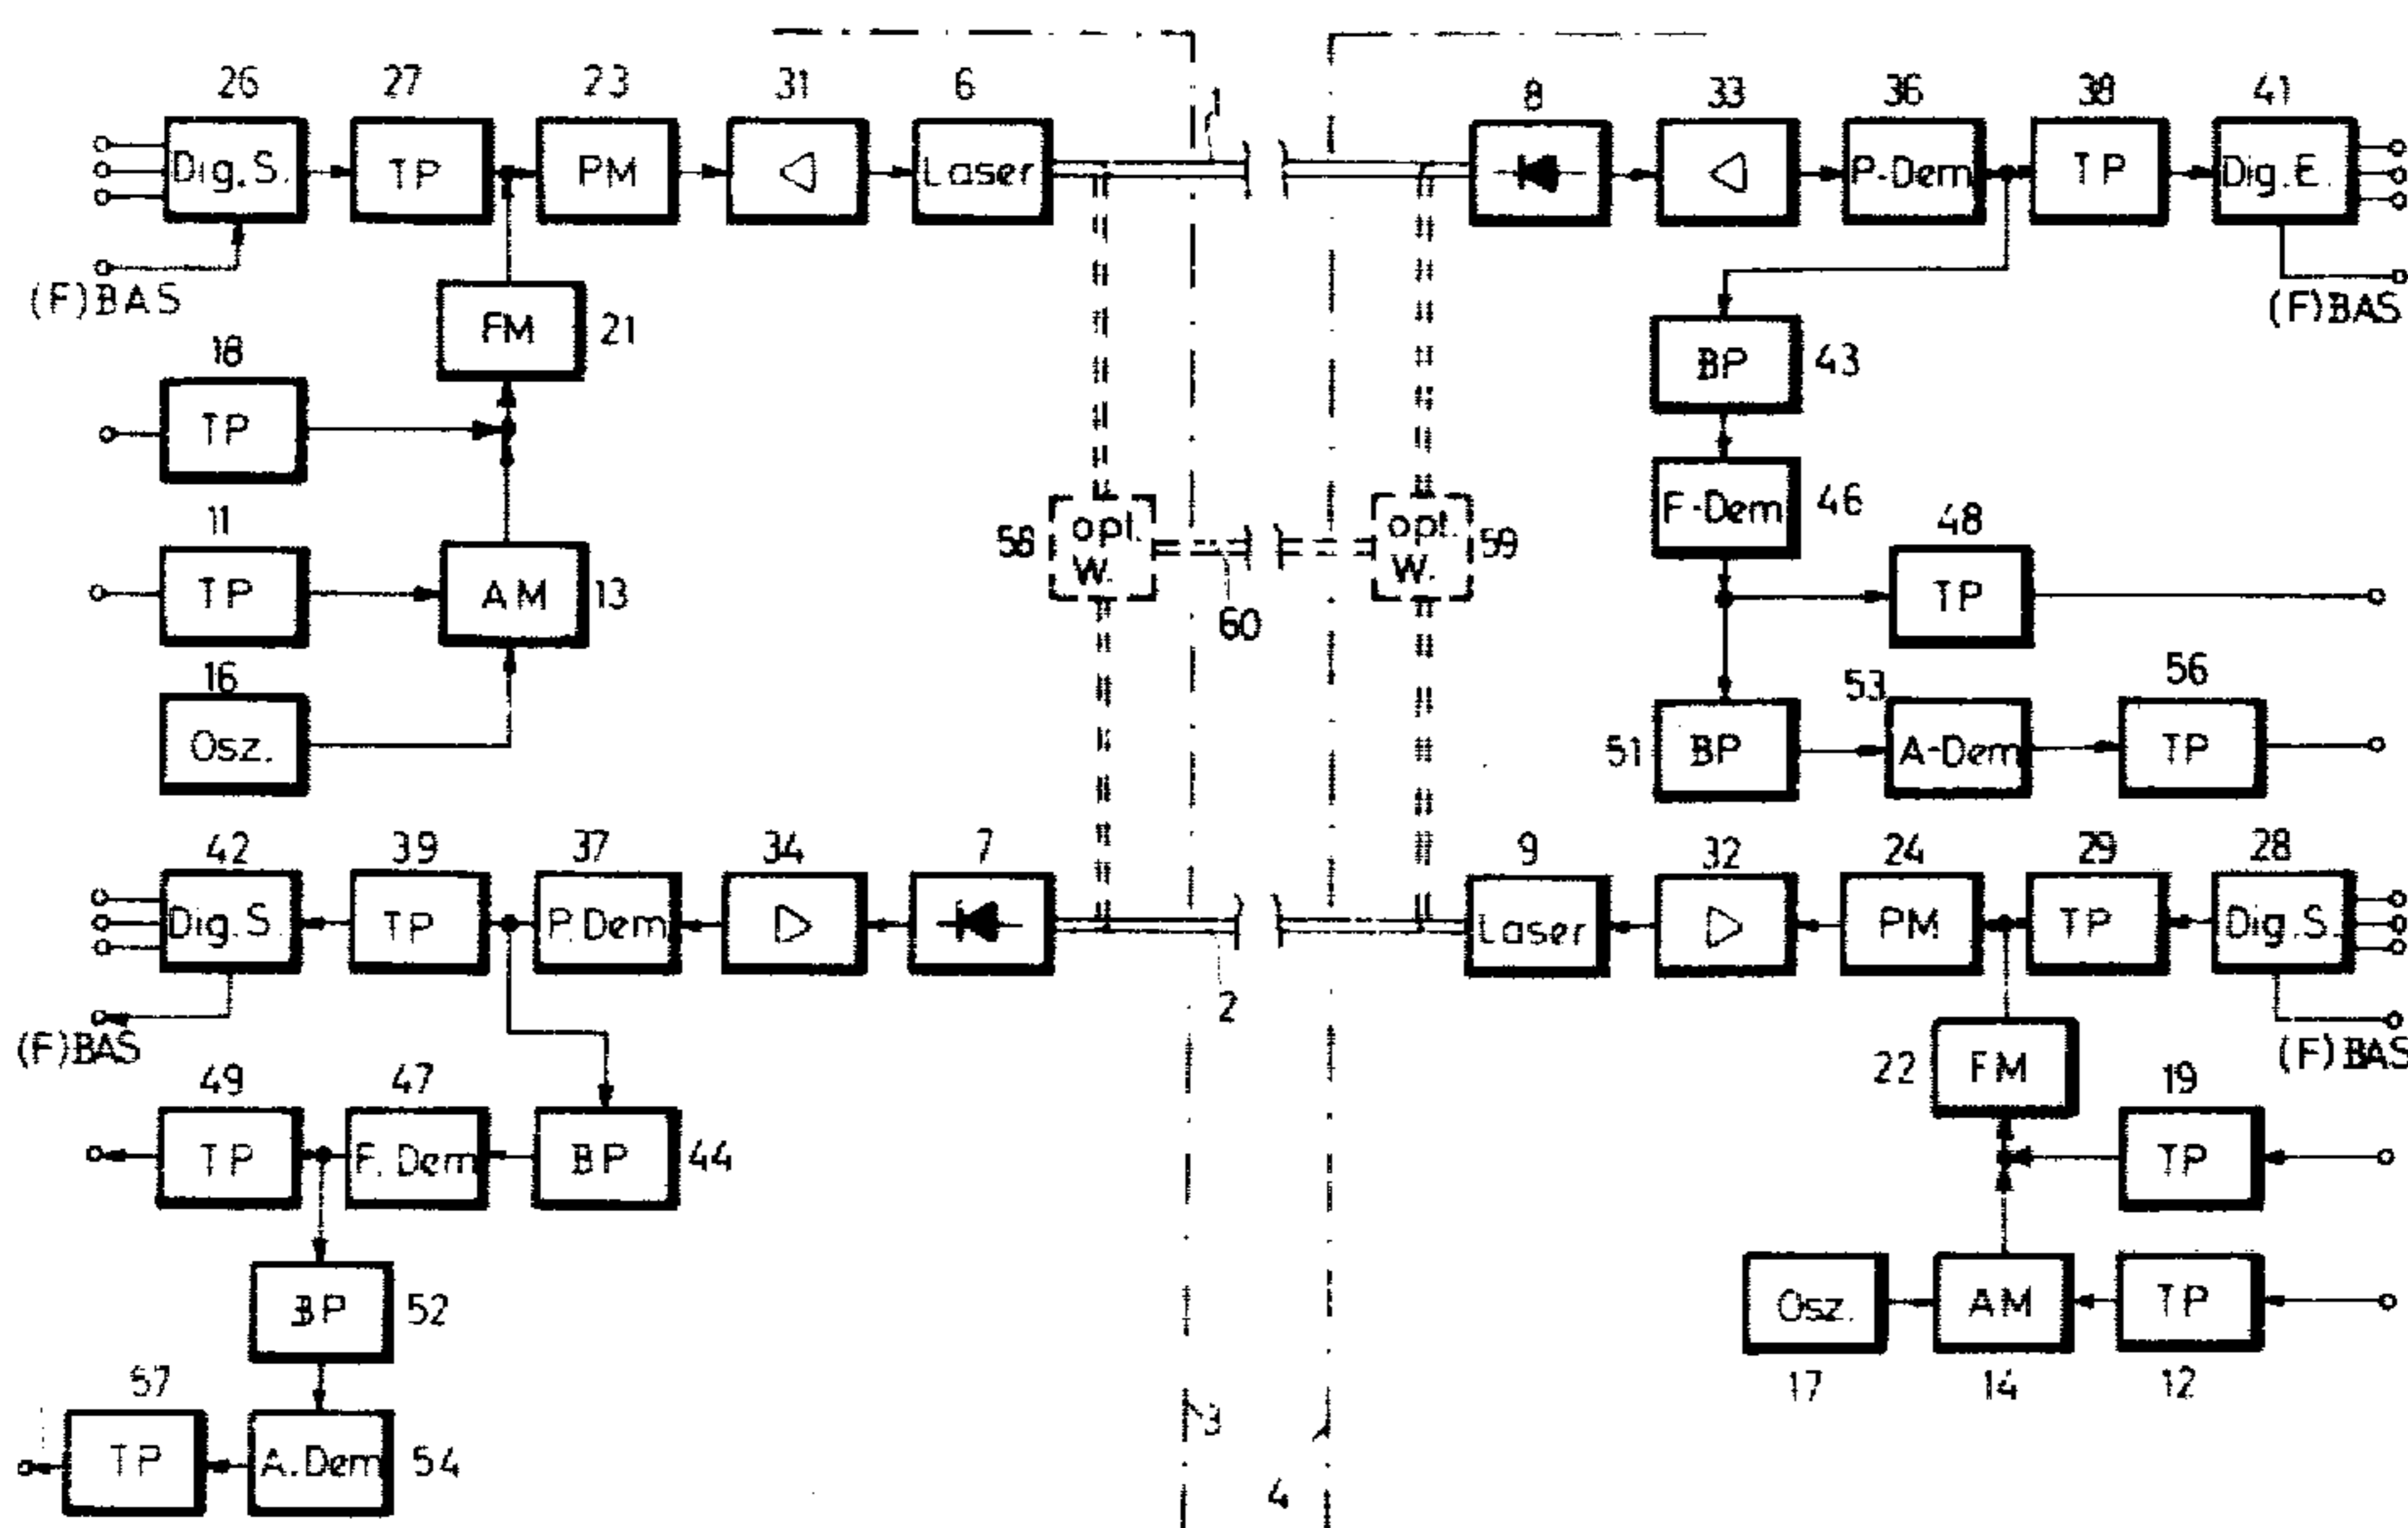 26 27 23 31 6 1 8 33 36 38 41
Dig.S. TP PM Laser P-Dem TP Dig.E.
(F)BAS (F)BAS
FM 21
BP 43
18
TP
F-Dem 46
11
TP
AM 13
58 opt. W.
opt. W. 59
60
48
TP
16
Osz.
51 BP
53
A-Dem
56
TP
42 39 37 34 7 9 32 24 29 28
Dig.S. TP P.Dem Laser PM TP Dig.S.
2
(F)BAS (F)BAS
22 FM
49 47
TP F.Dem BP 44
19
TP
BP 52
Osz. AM TP
17 14 12
57
TP A.Dem 54
3
4